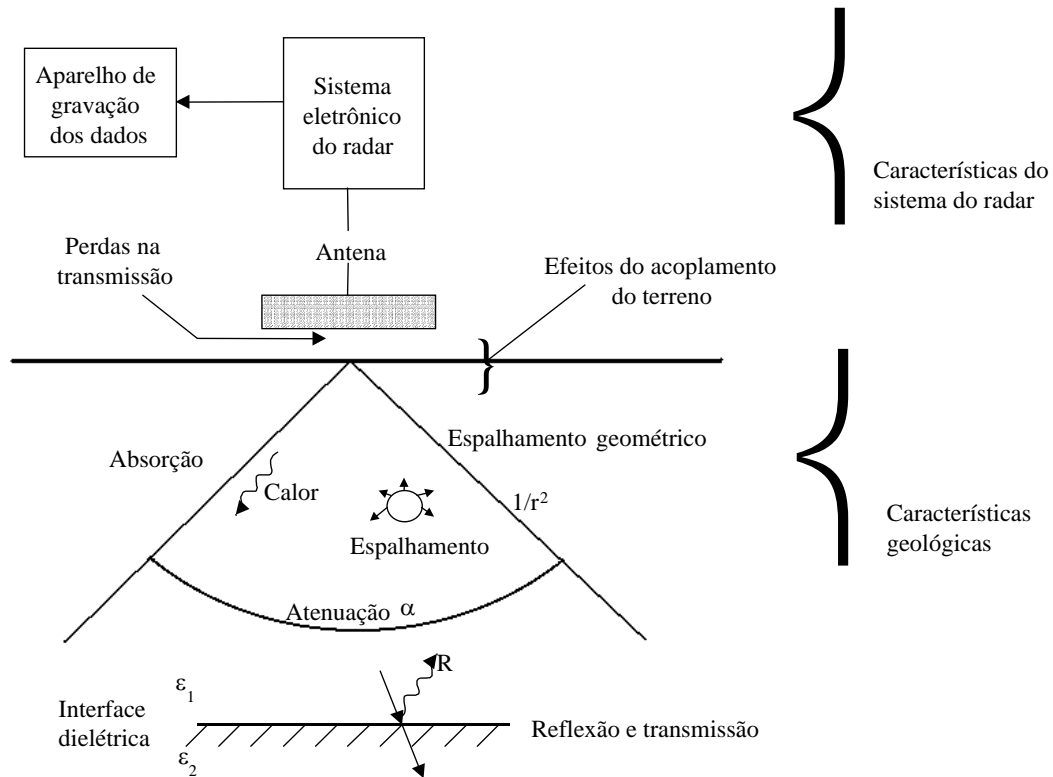 Aparelho de
gravação
dos dados
Sistema
eletrônico
do radar
Característícas do
sistema do radar
Perdas na
transmissão
Antena
Efeitos do acoplamento
do terreno
Absorção
Calor
Espalhamento
Espalhamento geométrico
1/r²
Características
geológicas
Atenuação α
R
Interface
dielétrica
ε₁
ε₂
Reflexão e transmissão